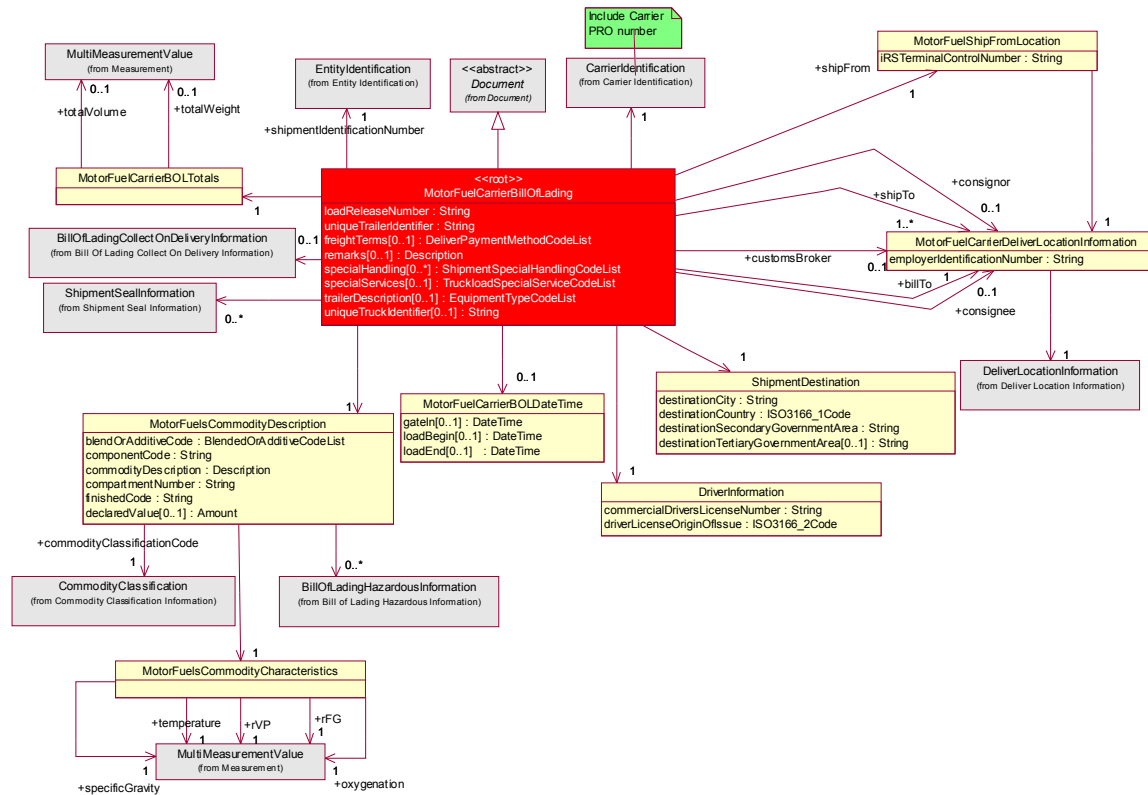 Include Carrier
PRO number
MultiMeasurementValue
(from Measurement)
0..1
0..1
+totalVolume
+totalWeight
EntityIdentification
(from Entity Identification)
1
+shipmentIdentificationNumber
<<abstract>>
Document
(from Document)
CarrierIdentification
(from Carrier Identification)
1
MotorFuelShipFromLocation
iRSTerminalControlNumber : String
+shipFrom
1
MotorFuelCarrierBOLTotals
1
<<root>>
MotorFuelCarrierBillOfLading
loadReleaseNumber : String
uniqueTrailerIdentifier : String
freightTerms[0..1] : DeliverPaymentMethodCodeList
remarks[0..1] : Description
specialHandling[0..*] : ShipmentSpecialHandlingCodeList
specialServices[0..1] : TruckloadSpecialServiceCodeList
trailerDescription[0..1] : EquipmentTypeCodeList
uniqueTruckIdentifier[0..1] : String
+consignor
0..1
+shipTo
1..*
1
BillOfLadingCollectOnDeliveryInformation
(from Bill Of Lading Collect On Delivery Information)
0..1
MotorFuelCarrierDeliverLocationInformation
employerIdentificationNumber : String
+customsBroker
0..1
1
+billTo
0..1
+consignee
ShipmentSealInformation
(from Shipment Seal Information)
0..*
1
DeliverLocationInformation
(from Deliver Location Information)
1
ShipmentDestination
destinationCity : String
destinationCountry : ISO3166_1Code
destinationSecondaryGovernmentArea : String
destinationTertiaryGovernmentArea[0..1] : String
0..1
MotorFuelCarrierBOLDateTime
gateIn[0..1] : DateTime
loadBegin[0..1] : DateTime
loadEnd[0..1] : DateTime
1
MotorFuelsCommodityDescription
blendOrAdditiveCode : BlendedOrAdditiveCodeList
componentCode : String
commodityDescription : Description
compartmentNumber : String
finishedCode : String
declaredValue[0..1] : Amount
1
DriverInformation
commercialDriversLicenseNumber : String
driverLicenseOriginOfIssue : ISO3166_2Code
+commodityClassificationCode
1
0..*
CommodityClassification
(from Commodity Classification Information)
BillOfLadingHazardousInformation
(from Bill of Lading Hazardous Information)
1
MotorFuelsCommodityCharacteristics
+temperature
1
+rVP
1
+rFG
1
MultiMeasurementValue
(from Measurement)
1
+specificGravity
1
+oxygenation